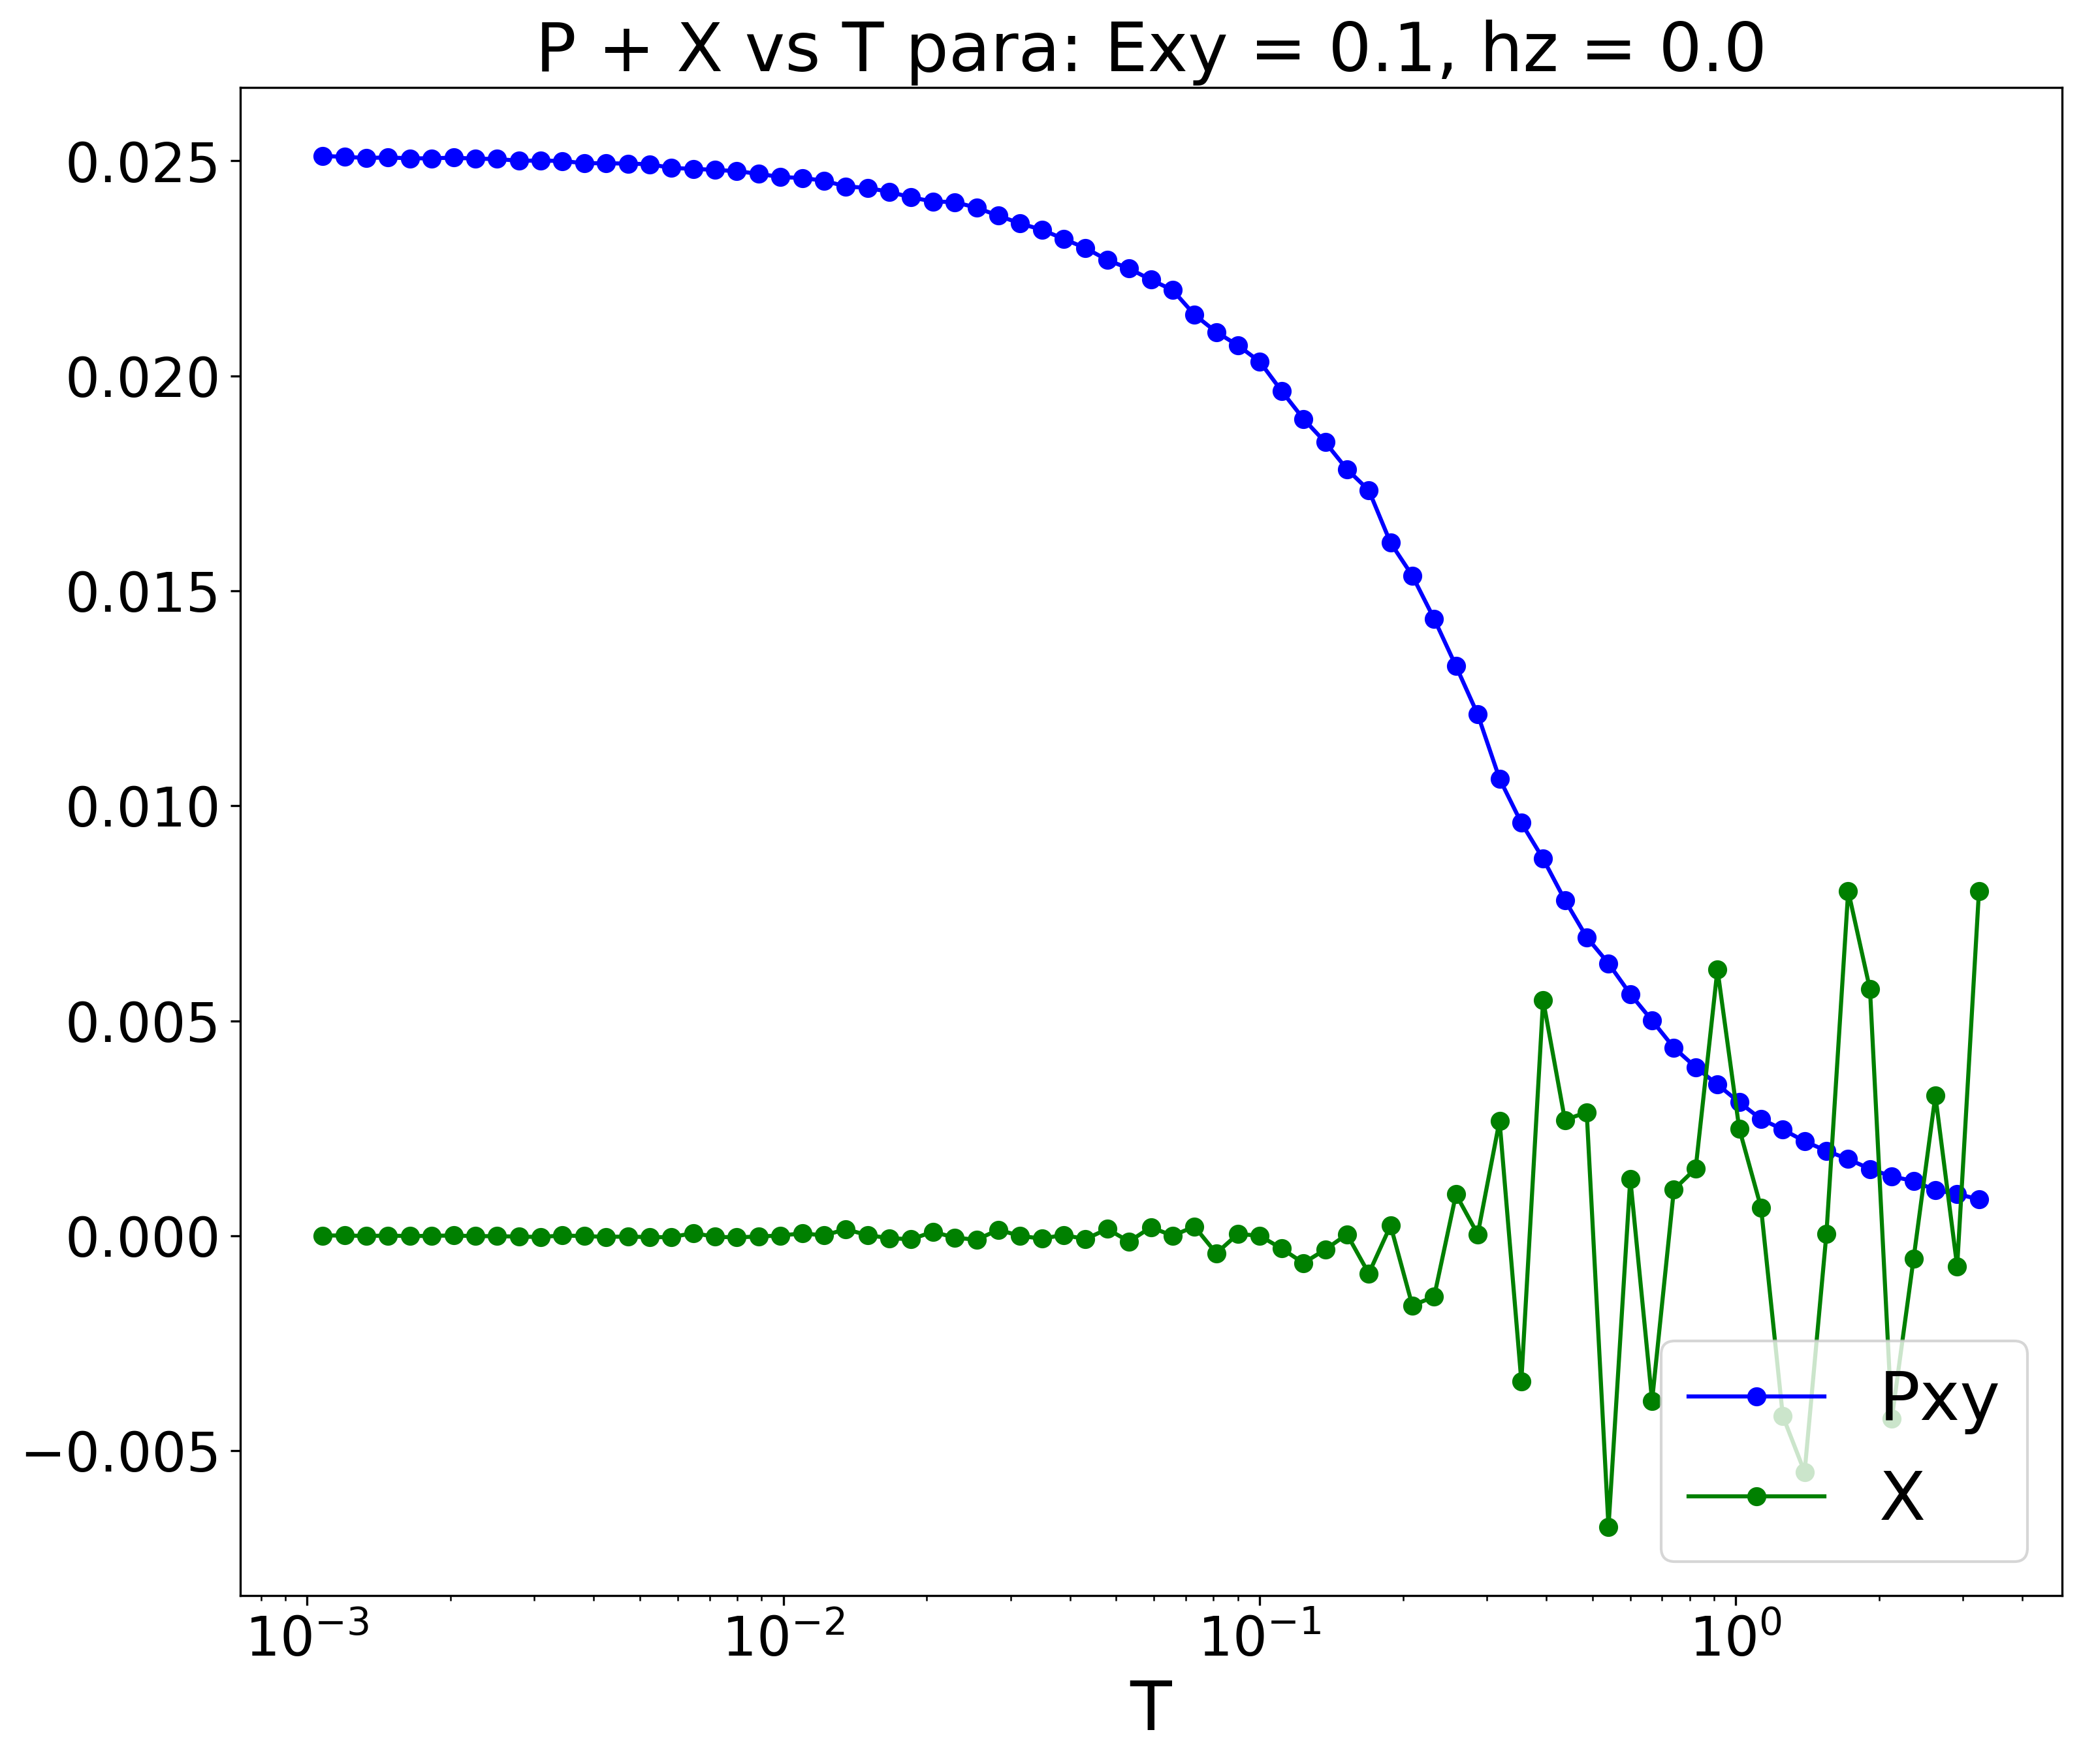 P + X vs T para: Exy = 0.1, hz = 0.0
0.025
0.020
0.015
0.010
0.005
0.000
−0.005
Pxy
X
10⁻³ 10⁻² 10⁻¹ 10⁰
T